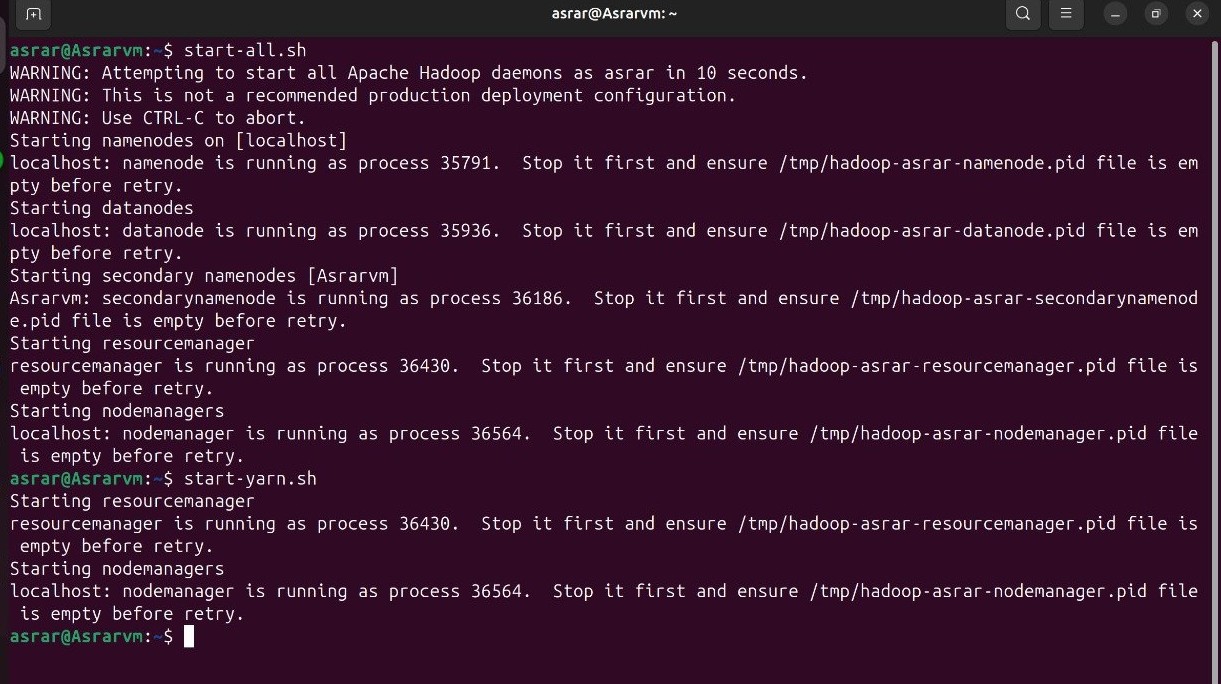 asrar@Asrarvm: ~
asrar@Asrarvm:~$ start-all.sh
WARNING: Attempting to start all Apache Hadoop daemons as asrar in 10 seconds.
WARNING: This is not a recommended production deployment configuration.
WARNING: Use CTRL-C to abort.
Starting namenodes on [localhost]
localhost: namenode is running as process 35791.  Stop it first and ensure /tmp/hadoop-asrar-namenode.pid file is em
pty before retry.
Starting datanodes
localhost: datanode is running as process 35936.  Stop it first and ensure /tmp/hadoop-asrar-datanode.pid file is em
pty before retry.
Starting secondary namenodes [Asrarvm]
Asrarvm: secondarynamenode is running as process 36186.  Stop it first and ensure /tmp/hadoop-asrar-secondarynamenod
e.pid file is empty before retry.
Starting resourcemanager
resourcemanager is running as process 36430.  Stop it first and ensure /tmp/hadoop-asrar-resourcemanager.pid file is
 empty before retry.
Starting nodemanagers
localhost: nodemanager is running as process 36564.  Stop it first and ensure /tmp/hadoop-asrar-nodemanager.pid file
 is empty before retry.
asrar@Asrarvm:~$ start-yarn.sh
Starting resourcemanager
resourcemanager is running as process 36430.  Stop it first and ensure /tmp/hadoop-asrar-resourcemanager.pid file is
 empty before retry.
Starting nodemanagers
localhost: nodemanager is running as process 36564.  Stop it first and ensure /tmp/hadoop-asrar-nodemanager.pid file
 is empty before retry.
asrar@Asrarvm:~$